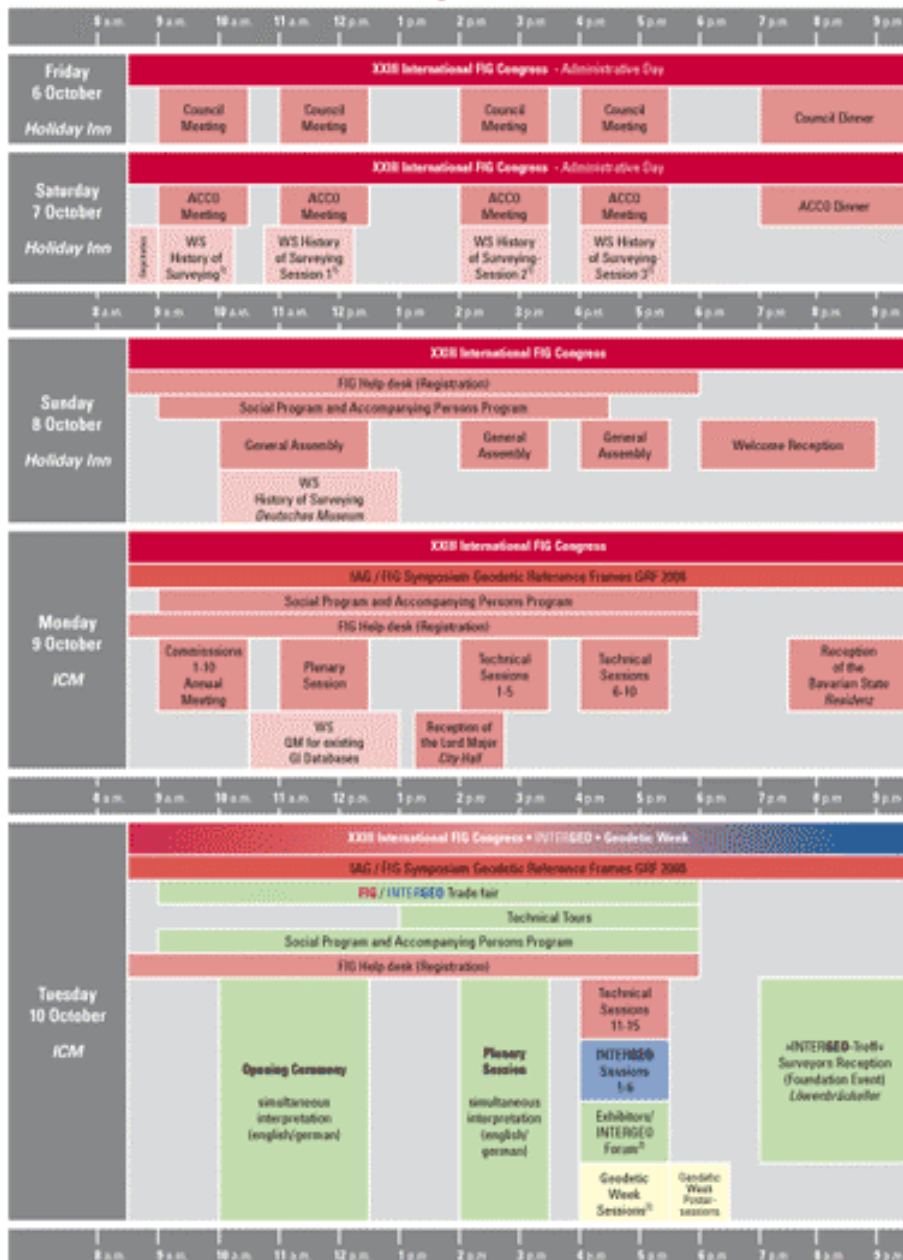 8 a.m. 9 a.m. 10 a.m. 11 a.m. 12 p.m. 1 p.m 2 p.m 3 p.m 4 p.m 5 p.m 6 p.m 7 p.m 8 p.m 9 p.m
Friday
6 October
Holiday Inn
XXIII International FIG Congress - Administrative Day
Council
Meeting
Council
Meeting
Council
Meeting
Council
Meeting
Council Dinner
Saturday
7 October
Holiday Inn
XXIII International FIG Congress - Administrative Day
ACCO
Meeting
ACCO
Meeting
ACCO
Meeting
ACCO
Meeting
ACCO Dinner
Registration
WS
History of
Surveying
WS History
of Surveying
Session 1
WS History
of Surveying-
Session 2
WS History
of Surveying-
Session 3
8 a.m. 9 a.m. 10 a.m. 11 a.m. 12 p.m. 1 p.m 2 p.m 3 p.m 4 p.m 5 p.m 6 p.m 7 p.m 8 p.m 9 p.m
Sunday
8 October
Holiday Inn
XXIII International FIG Congress
FIG Help desk (Registration)
Social Program and Accompanying Persons Program
General Assembly
General
Assembly
General
Assembly
Welcome Reception
WS
History of Surveying
Deutsches Museum
Monday
9 October
ICM
XXIII International FIG Congress
IAG / FIG Symposium Geodetic Reference Frames GRF 2006
Social Program and Accompanying Persons Program
FIG Help desk (Registration)
Commissions
1-10
Annual
Meeting
Plenary
Session
Technical
Sessions
1-5
Technical
Sessions
6-10
Reception
of the
Bavarian State
Residenz
WS
QM for existing
GI Databases
Reception of
the Lord Major
City-Hall
8 a.m. 9 a.m. 10 a.m. 11 a.m. 12 p.m. 1 p.m 2 p.m 3 p.m 4 p.m 5 p.m 6 p.m 7 p.m 8 p.m 9 p.m
Tuesday
10 October
ICM
XXIII International FIG Congress • INTERGEO • Geodetic Week
IAG / FIG Symposium Geodetic Reference Frames GRF 2006
FIG / INTERGEO Trade fair
Technical Tours
Social Program and Accompanying Persons Program
FIG Help desk (Registration)
Opening Ceremony
simultaneous
interpretation
(english/german)
Plenary
Session
simultaneous
interpretation
(english/
german)
Technical
Sessions
11-15
INTERGEO
Sessions
1-6
Exhibitors/
INTERGEO
Forum
Geodetic
Week
Sessions
Geodetic
Week
Poster-
sessions
»INTERGEO-Treff«
Surveyors Reception
(Foundation Event)
Löwenbräukeller
8 a.m. 9 a.m. 10 a.m. 11 a.m. 12 p.m. 1 p.m 2 p.m 3 p.m 4 p.m 5 p.m 6 p.m 7 p.m 8 p.m 9 p.m